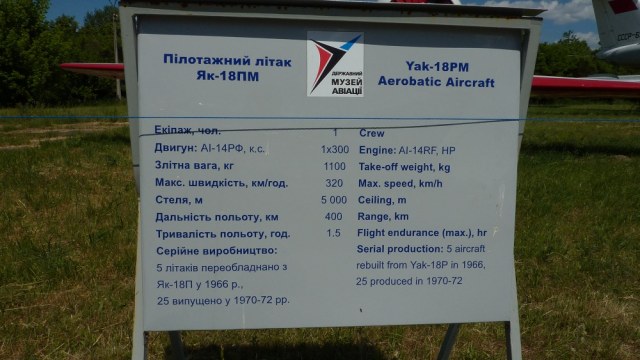 Пілотажний літак
Як-18ПМ
ДЕРЖАВНИЙ
МУЗЕЙ
АВІАЦІЇ
Yak-18PM
Aerobatic Aircraft
Екіпаж, чол. 1 Crew
Двигун: АІ-14РФ, к.с. 1x300 Engine: AI-14RF, HP
Злітна вага, кг 1100 Take-off weight, kg
Макс. швидкість, км/год. 320 Max. speed, km/h
Стеля, м 5 000 Ceiling, m
Дальність польоту, км 400 Range, km
Тривалість польоту, год. 1.5 Flight endurance (max.), hr
Серійне виробництво:
5 літаків переобладнано з
Як-18П у 1966 р.,
25 випущено у 1970-72 рр.
Serial production: 5 aircraft
rebuilt from Yak-18P in 1966,
25 produced in 1970-72